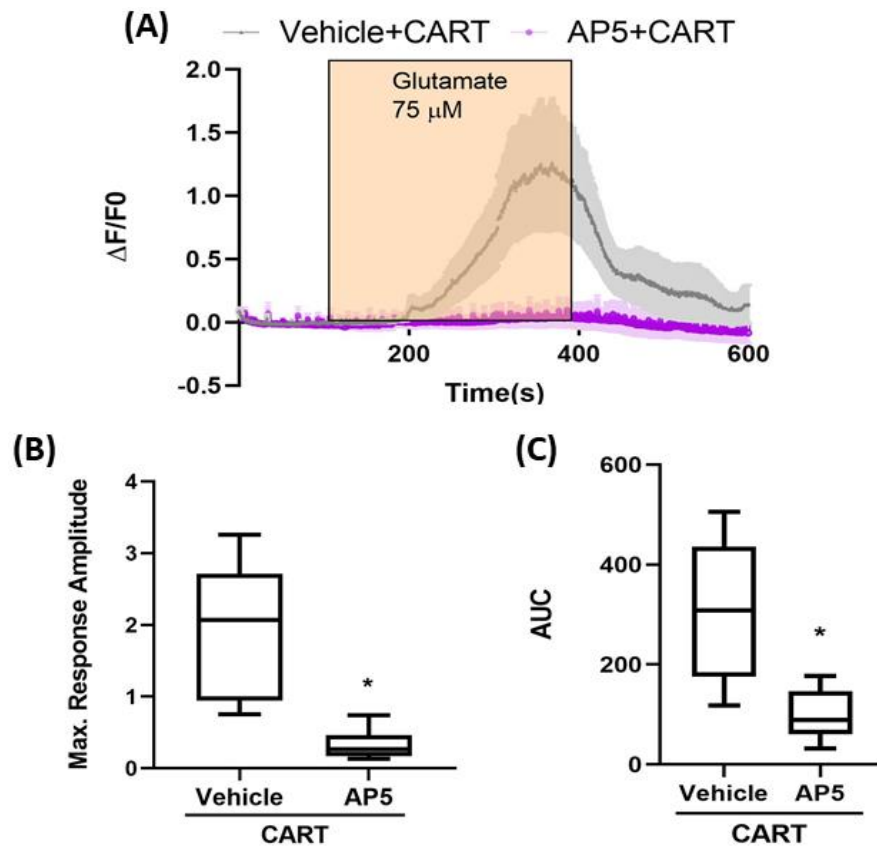 (A)
Vehicle+CART AP5+CART
2.0
1.5
1.0
0.5
0.0
-0.5
ΔF/F0
Glutamate
75 μM
200 400 600
Time(s)
(B)
4
3
2
1
0
Max. Response Amplitude
*
Vehicle AP5
CART
(C)
600
400
200
0
AUC
*
Vehicle AP5
CART